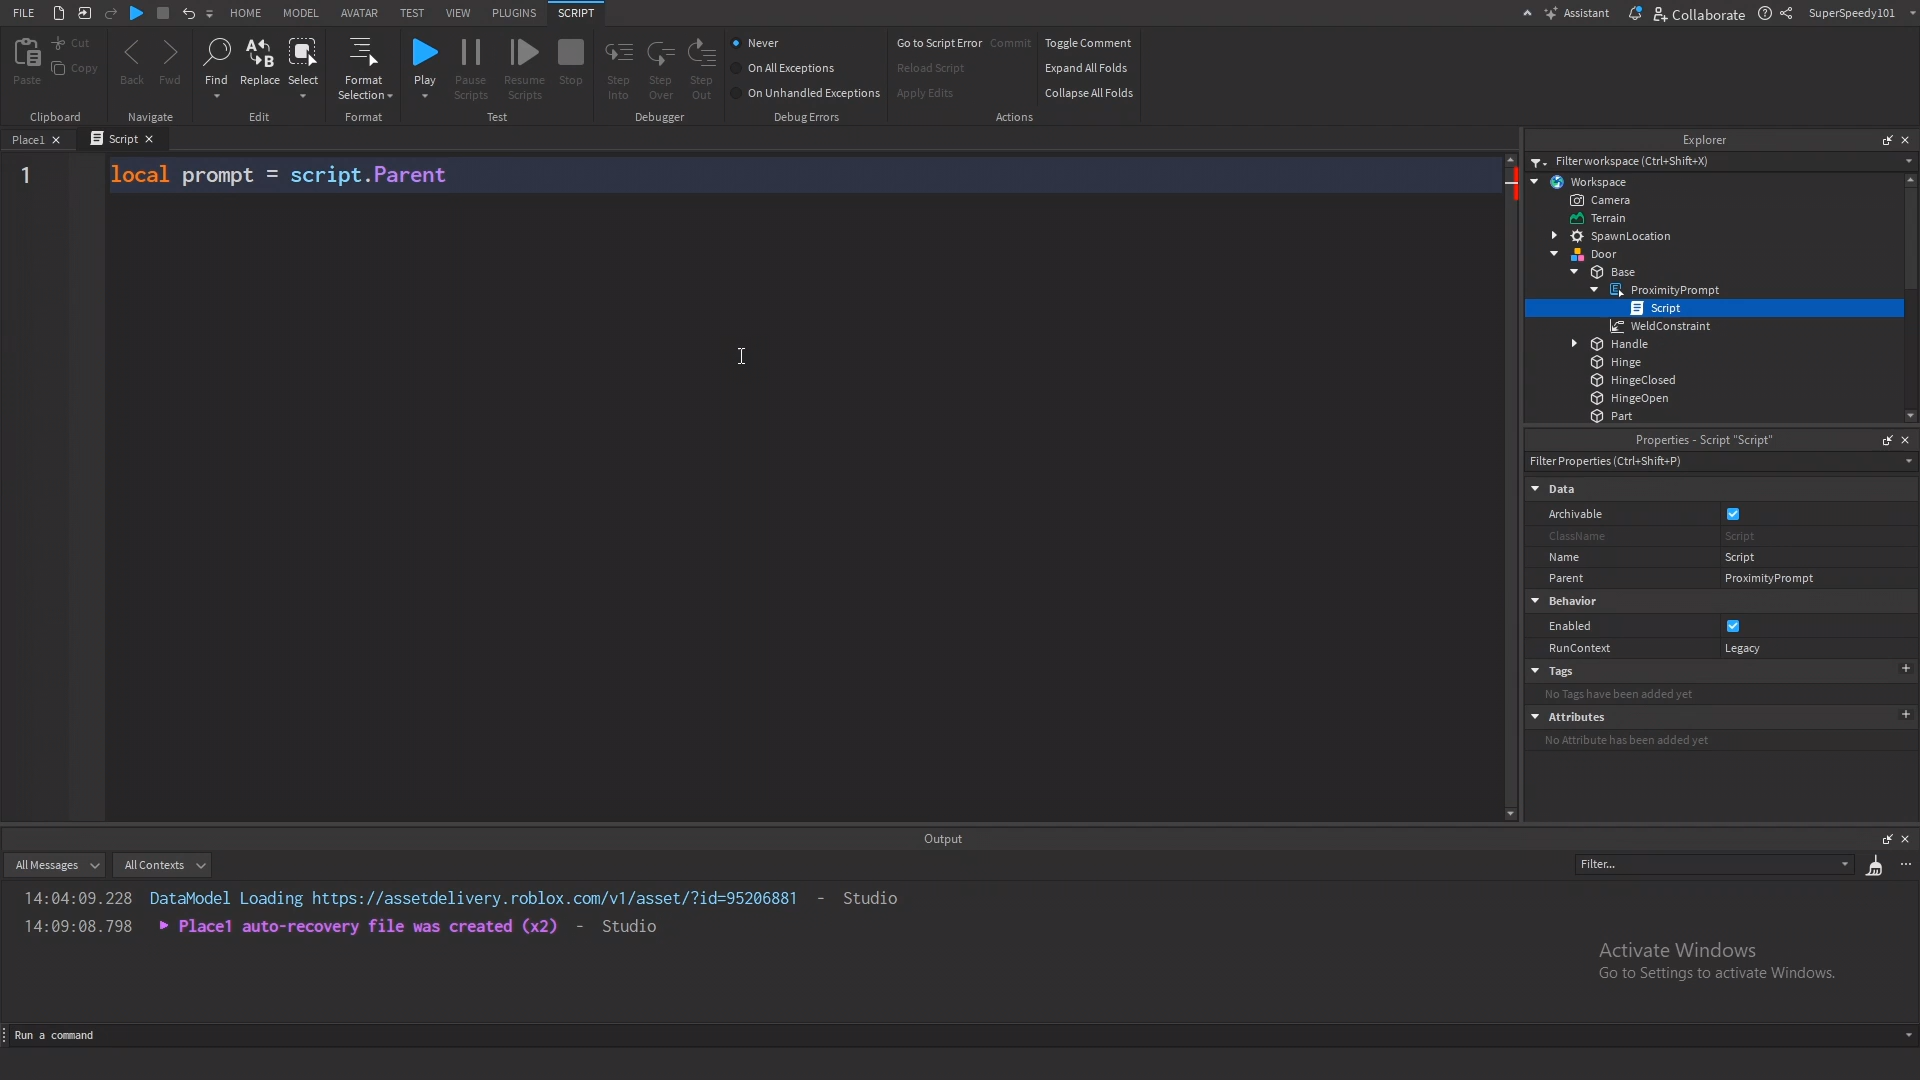 FILE HOME MODEL AVATAR TEST VIEW PLUGINS SCRIPT Assistant Collaborate SuperSpeedy101
Paste Cut Copy
Back Fwd
Find Replace Select
Format Selection
Play Pause Scripts Resume Scripts Stop
Step Into Step Over Step Out
Never
On All Exceptions
On Unhandled Exceptions
Go to Script Error Commit
Reload Script
Apply Edits
Toggle Comment
Expand All Folds
Collapse All Folds
Clipboard Navigate Edit Format Test Debugger Debug Errors Actions
Place1 Script
1 local prompt = script.Parent
Explorer
Filter workspace (Ctrl+Shift+X)
Workspace
Camera
Terrain
SpawnLocation
Door
Base
ProximityPrompt
Script
WeldConstraint
Handle
Hinge
HingeClosed
HingeOpen
Part
Properties - Script "Script"
Filter Properties (Ctrl+Shift+P)
Data
Archivable
ClassName Script
Name Script
Parent ProximityPrompt
Behavior
Enabled
RunContext Legacy
Tags
No Tags have been added yet
Attributes
No Attribute has been added yet
Output
All Messages All Contexts Filter...
14:04:09.228 DataModel Loading https://assetdelivery.roblox.com/v1/asset/?id=95206881 - Studio
14:09:08.798 Place1 auto-recovery file was created (x2) - Studio
Activate Windows
Go to Settings to activate Windows.
Run a command